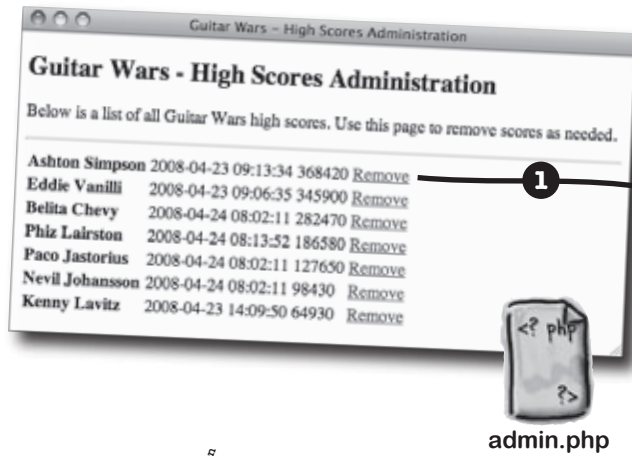 Guitar Wars - High Scores Administration
Guitar Wars - High Scores Administration
Below is a list of all Guitar Wars high scores. Use this page to remove scores as needed.
Ashton Simpson 2008-04-23 09:13:34 368420 Remove
Eddie Vanilli 2008-04-23 09:06:35 345900 Remove
Belita Chevy 2008-04-24 08:02:11 282470 Remove
Phiz Lairston 2008-04-24 08:13:52 186580 Remove
Paco Jastorius 2008-04-24 08:02:11 127650 Remove
Nevil Johansson 2008-04-24 08:02:11 98430 Remove
Kenny Lavitz 2008-04-23 14:09:50 64930 Remove
1
<? php
?>
admin.php